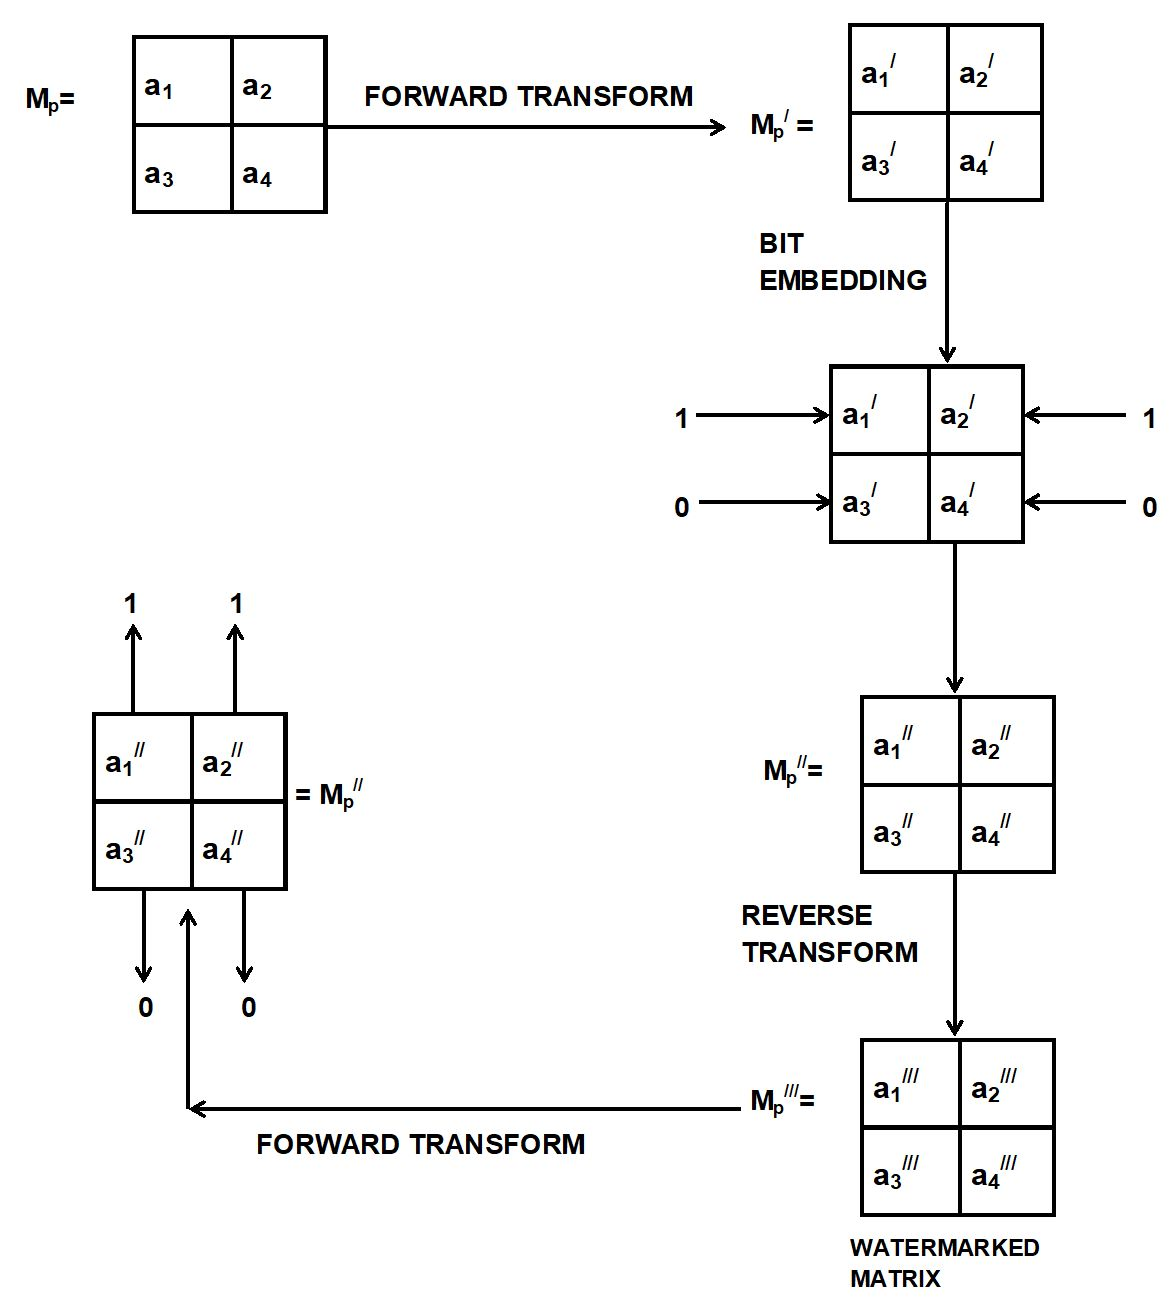 Mp=
a1 a2
a3 a4
FORWARD TRANSFORM
Mp/ =
a1/ a2/
a3/ a4/
BIT
EMBEDDING
1 a1/ a2/ 1
0 a3/ a4/ 0
Mp//=
a1// a2//
a3// a4//
REVERSE
TRANSFORM
Mp///=
a1/// a2///
a3/// a4///
WATERMARKED
MATRIX
FORWARD TRANSFORM
1 1
a1// a2//
a3// a4//
= Mp//
0 0